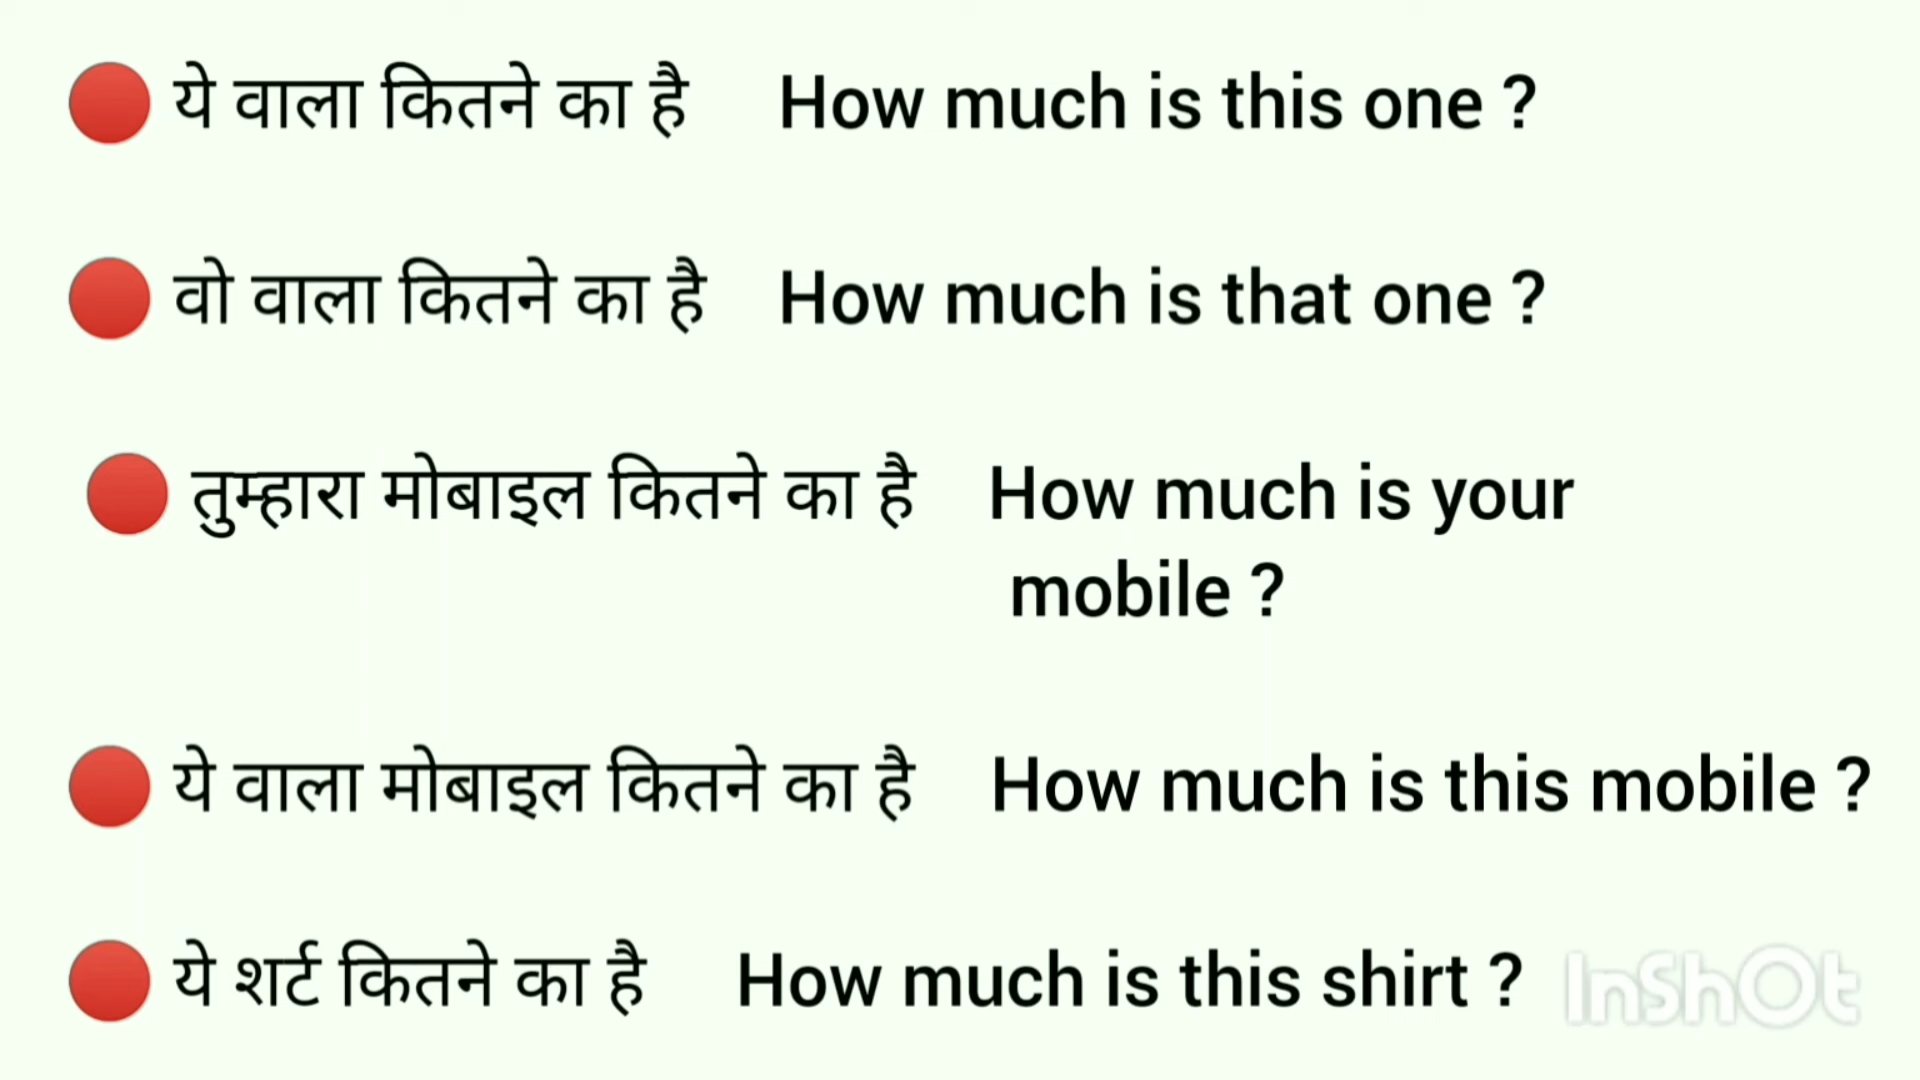 🔴 ये वाला कितने का है How much is this one ?
🔴 वो वाला कितने का है How much is that one ?
🔴 तुम्हारा मोबाइल कितने का है How much is your
mobile ?
🔴 ये वाला मोबाइल कितने का है How much is this mobile ?
🔴 ये शर्ट कितने का है How much is this shirt ?
InShOt